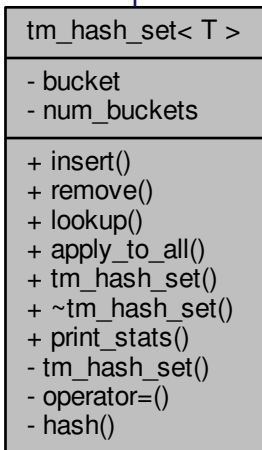 tm_hash_set< T >
- bucket
- num_buckets
+ insert()
+ remove()
+ lookup()
+ apply_to_all()
+ tm_hash_set()
+ ~tm_hash_set()
+ print_stats()
- tm_hash_set()
- operator=()
- hash()